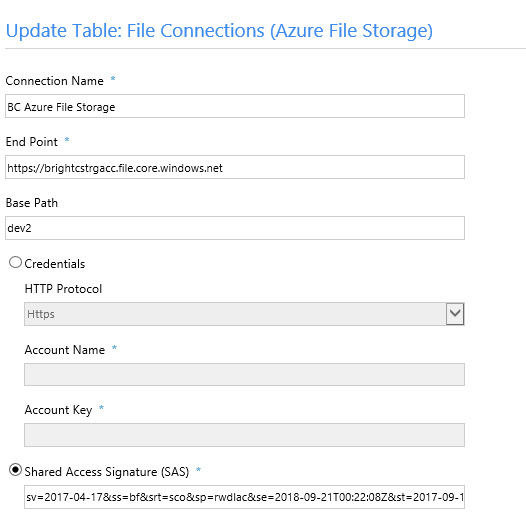 Update Table: File Connections (Azure File Storage)
Connection Name *
BC Azure File Storage
End Point *
https://brightcstrgacc.file.core.windows.net
Base Path
dev2
Credentials
HTTP Protocol
Https
Account Name *
Account Key *
Shared Access Signature (SAS) *
sv=2017-04-17&ss=bf&srt=sco&sp=rwdlac&se=2018-09-21T00:22:08Z&st=2017-09-1